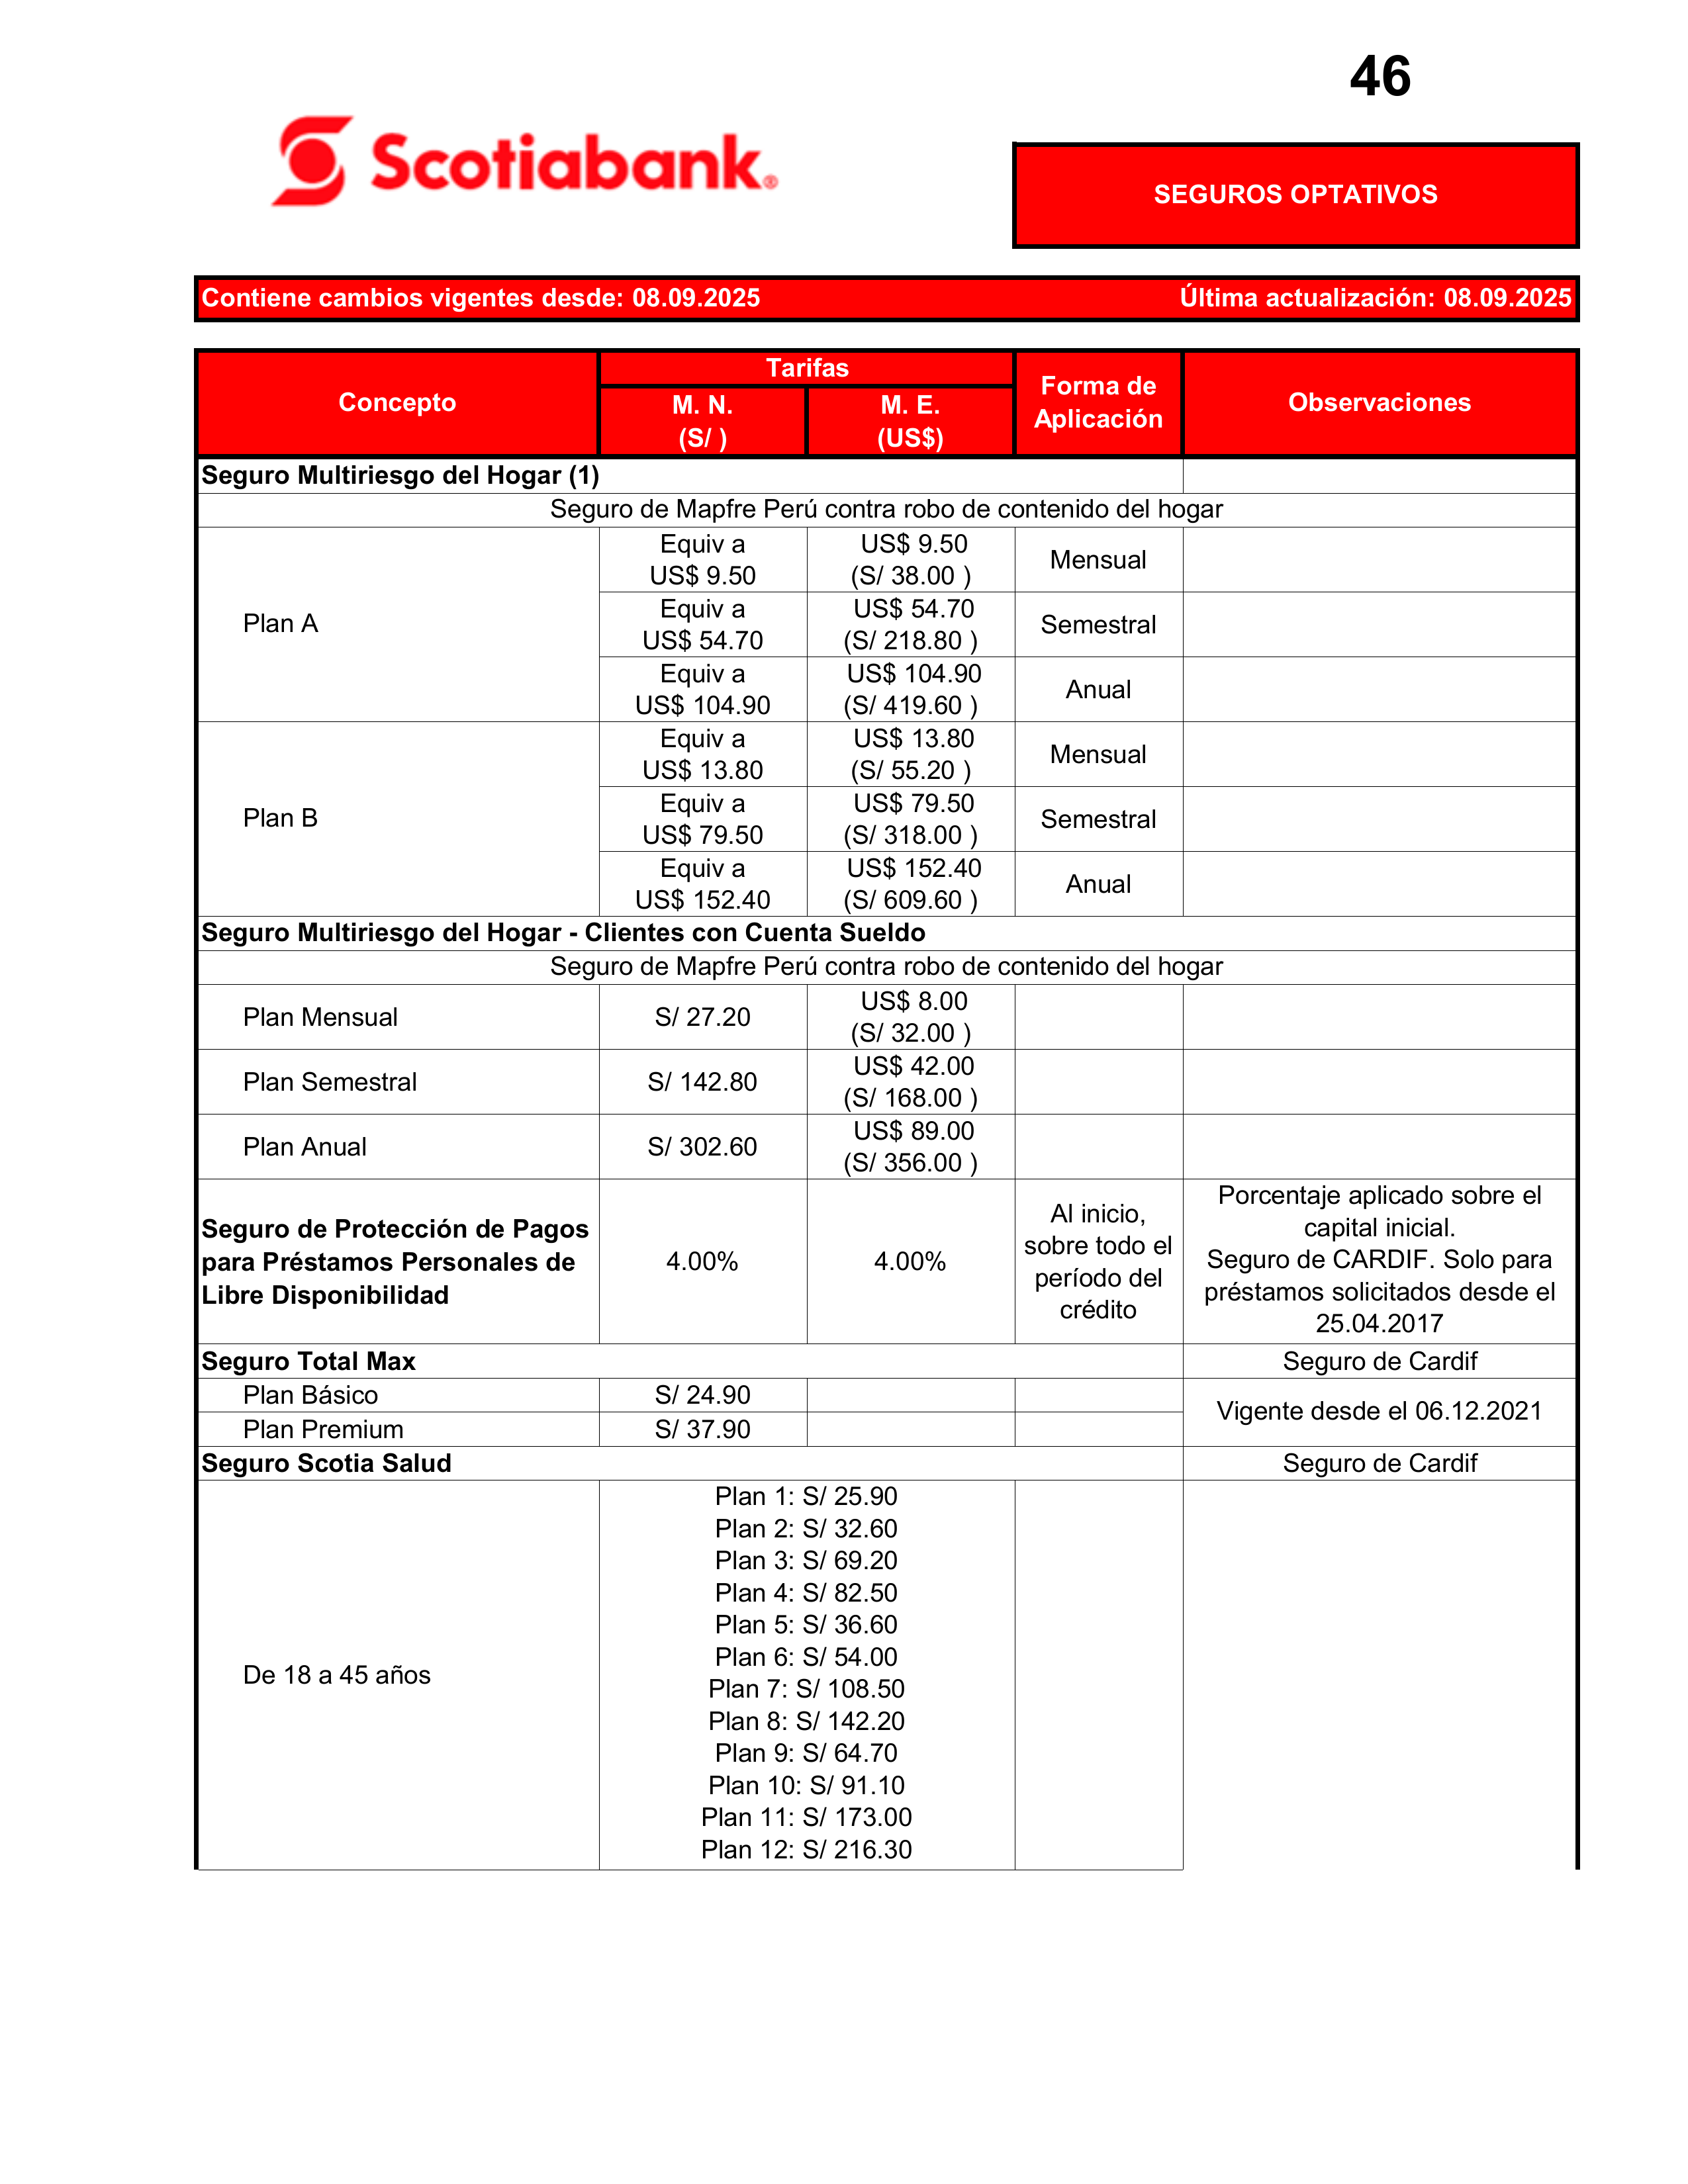 46
Scotiabank®
SEGUROS OPTATIVOS
Contiene cambios vigentes desde: 08.09.2025 Última actualización: 08.09.2025
Concepto
Tarifas
M. N.
(S/ )
M. E.
(US$)
Forma de
Aplicación
Observaciones
Seguro Multiriesgo del Hogar (1)
Seguro de Mapfre Perú contra robo de contenido del hogar
Plan A
Equiv a
US$ 9.50
US$ 9.50
(S/ 38.00 )
Mensual
Equiv a
US$ 54.70
US$ 54.70
(S/ 218.80 )
Semestral
Equiv a
US$ 104.90
US$ 104.90
(S/ 419.60 )
Anual
Plan B
Equiv a
US$ 13.80
US$ 13.80
(S/ 55.20 )
Mensual
Equiv a
US$ 79.50
US$ 79.50
(S/ 318.00 )
Semestral
Equiv a
US$ 152.40
US$ 152.40
(S/ 609.60 )
Anual
Seguro Multiriesgo del Hogar - Clientes con Cuenta Sueldo
Seguro de Mapfre Perú contra robo de contenido del hogar
Plan Mensual
S/ 27.20
US$ 8.00
(S/ 32.00 )
Plan Semestral
S/ 142.80
US$ 42.00
(S/ 168.00 )
Plan Anual
S/ 302.60
US$ 89.00
(S/ 356.00 )
Seguro de Protección de Pagos
para Préstamos Personales de
Libre Disponibilidad
4.00%
4.00%
Al inicio,
sobre todo el
período del
crédito
Porcentaje aplicado sobre el
capital inicial.
Seguro de CARDIF. Solo para
préstamos solicitados desde el
25.04.2017
Seguro Total Max
Seguro de Cardif
Plan Básico
S/ 24.90
Plan Premium
S/ 37.90
Vigente desde el 06.12.2021
Seguro Scotia Salud
Seguro de Cardif
De 18 a 45 años
Plan 1: S/ 25.90
Plan 2: S/ 32.60
Plan 3: S/ 69.20
Plan 4: S/ 82.50
Plan 5: S/ 36.60
Plan 6: S/ 54.00
Plan 7: S/ 108.50
Plan 8: S/ 142.20
Plan 9: S/ 64.70
Plan 10: S/ 91.10
Plan 11: S/ 173.00
Plan 12: S/ 216.30